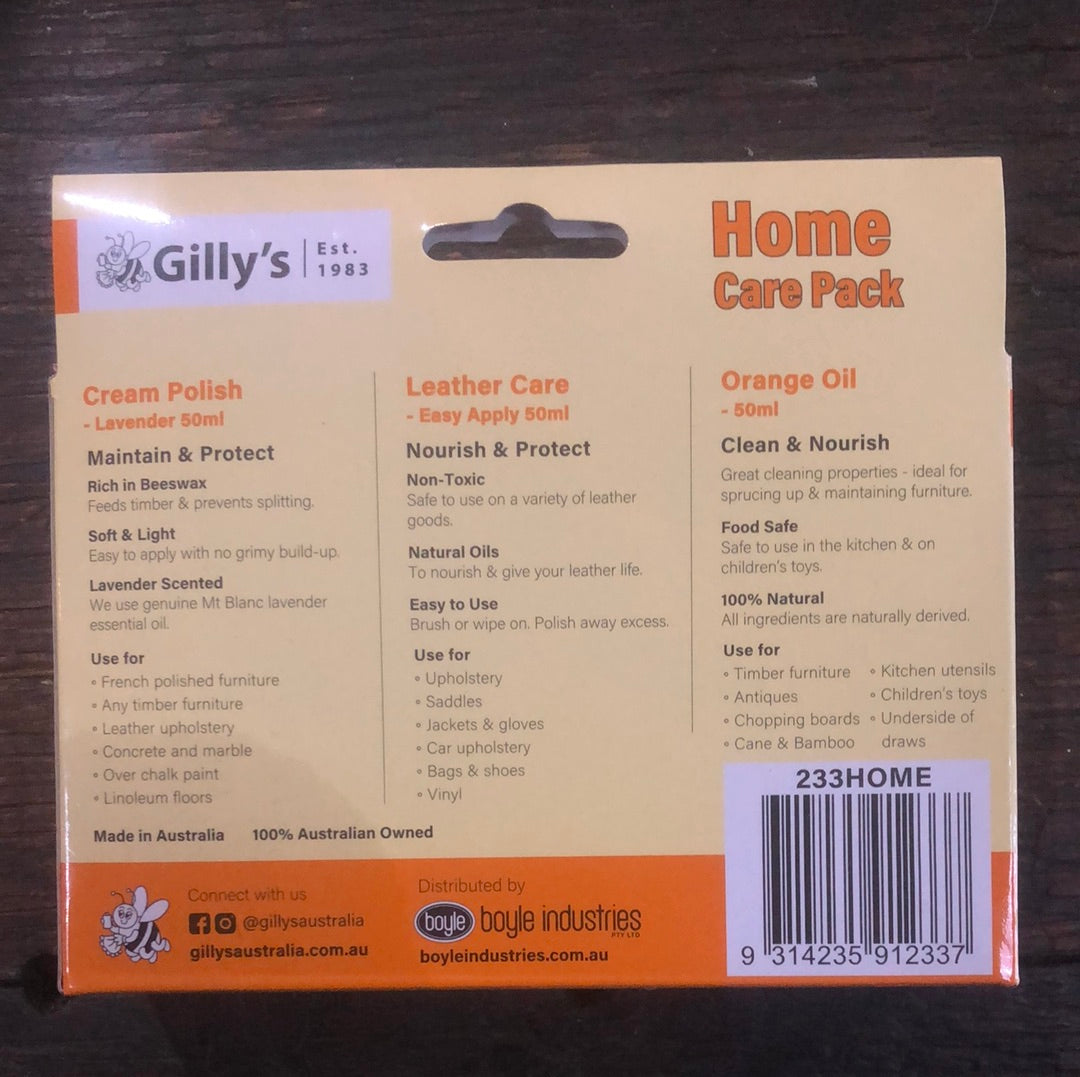 Gilly's
Est.
1983
Home
Care Pack
Cream Polish
- Lavender 50ml
Maintain & Protect
Rich in Beeswax
Feeds timber & prevents splitting.
Soft & Light
Easy to apply with no grimy build-up.
Lavender Scented
We use genuine Mt Blanc lavender
essential oil.
Use for
◦ French polished furniture
◦ Any timber furniture
◦ Leather upholstery
◦ Concrete and marble
◦ Over chalk paint
◦ Linoleum floors
Leather Care
- Easy Apply 50ml
Nourish & Protect
Non-Toxic
Safe to use on a variety of leather
goods.
Natural Oils
To nourish & give your leather life.
Easy to Use
Brush or wipe on. Polish away excess.
Use for
◦ Upholstery
◦ Saddles
◦ Jackets & gloves
◦ Car upholstery
◦ Bags & shoes
◦ Vinyl
Orange Oil
- 50ml
Clean & Nourish
Great cleaning properties - ideal for
sprucing up & maintaining furniture.
Food Safe
Safe to use in the kitchen & on
children's toys.
100% Natural
All ingredients are naturally derived.
Use for
◦ Timber furniture
◦ Antiques
◦ Chopping boards
◦ Cane & Bamboo
◦ Kitchen utensils
◦ Children's toys
◦ Underside of
draws
Made in Australia 100% Australian Owned
Connect with us
@gillysaustralia
gillysaustralia.com.au
Distributed by
boyle boyle industries
PTY LTD
boyleindustries.com.au
233HOME
9 314235 912337